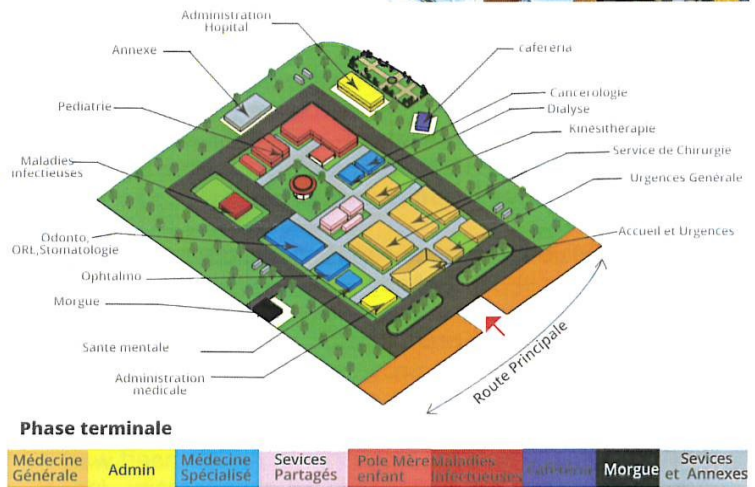 Administration
Hopital
Annexe
cafereria
Cancerologie
Pediatrie
Dialyse
Kinésithérapie
Maladies
infectieuses
Service de Chirurgie
Urgences Générale
Odonto,
ORL,Stomatologie
Accueil et Urgences
Ophtalmo
Morgue
Sante mentale
Administration
médicale
Route Principale
Phase terminale
Médecine
Générale
Admin
Médecine
Spécialisé
Sevices
Partagés
Pole Mère
enfant
Maladies
Infectueuses
Morgue
Sevices
et Annexes